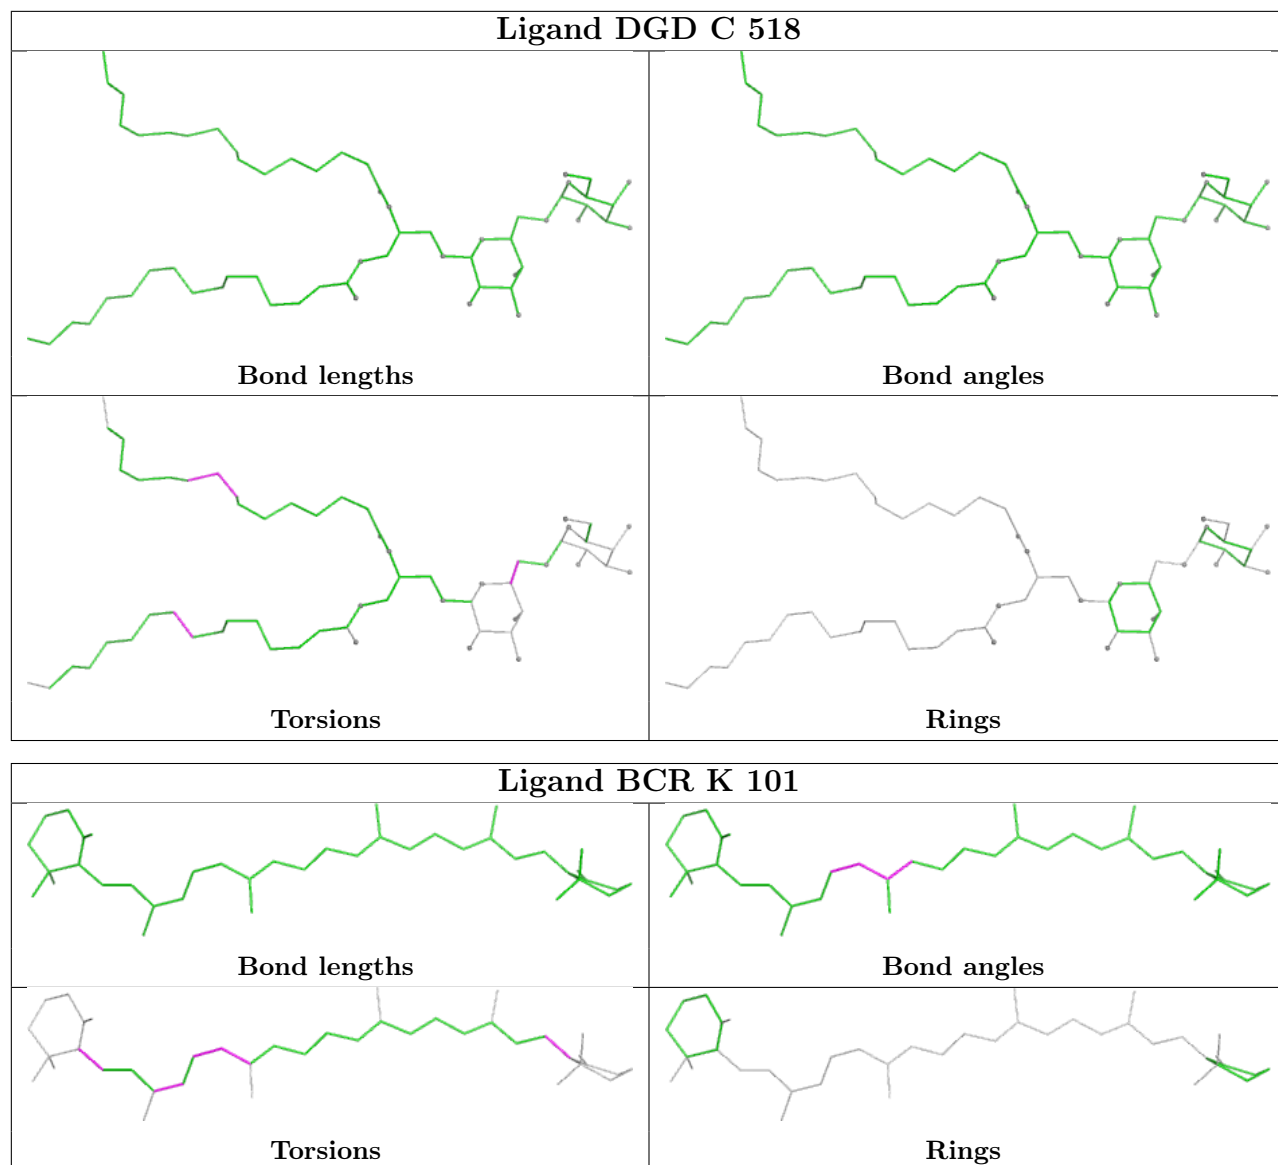 Ligand DGD C 518
Bond lengths
Bond angles
Torsions
Rings
Ligand BCR K 101
Bond lengths
Bond angles
Torsions
Rings